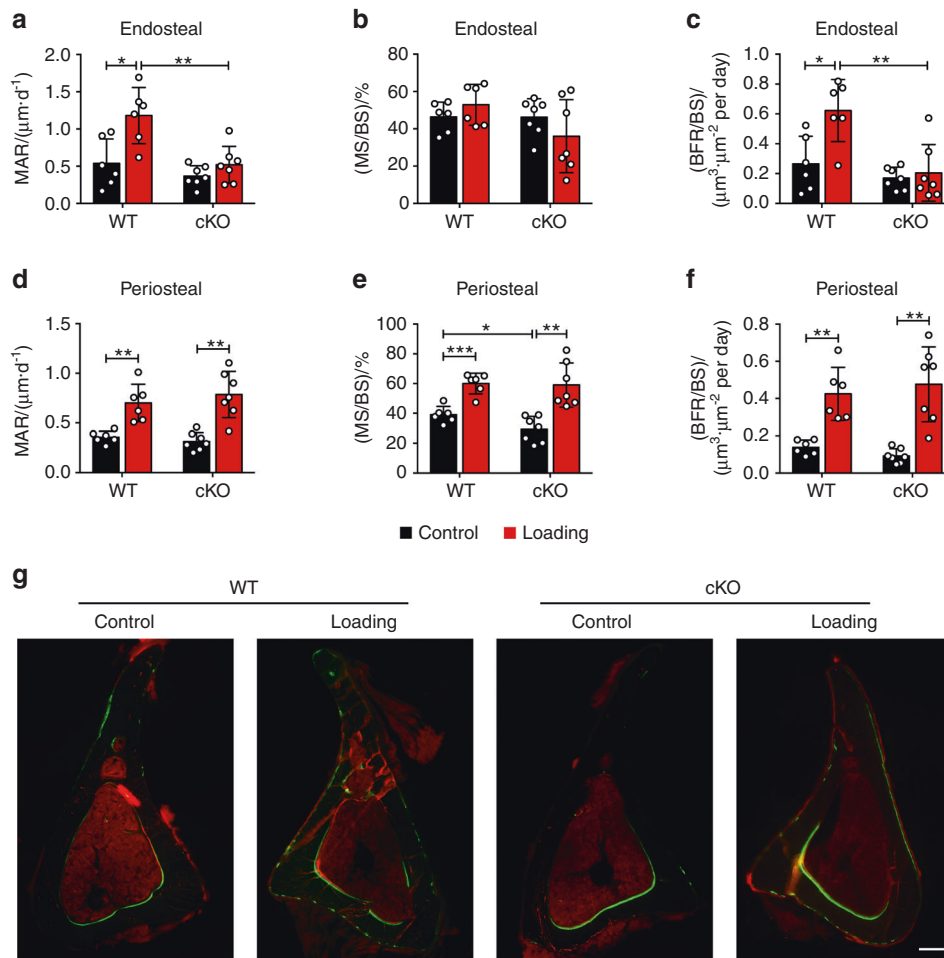 a
Endosteal
MAR/(μm·d⁻¹)
2.0
1.5
1.0
0.5
0.0
*
**
WT
cKO
b
Endosteal
(MS/BS)/%
80
60
40
20
0
WT
cKO
c
Endosteal
(BFR/BS)/
(μm³·μm⁻² per day)
0.8
0.6
0.4
0.2
0.0
*
**
WT
cKO
d
Periosteal
MAR/(μm·d⁻¹)
1.5
1.0
0.5
0.0
**
**
WT
cKO
e
Periosteal
(MS/BS)/%
100
80
60
40
20
0
*
***
**
WT
cKO
f
Periosteal
(BFR/BS)/
(μm³·μm⁻² per day)
0.8
0.6
0.4
0.2
0
**
**
WT
cKO
Control Loading
g
WT cKO
Control Loading Control Loading